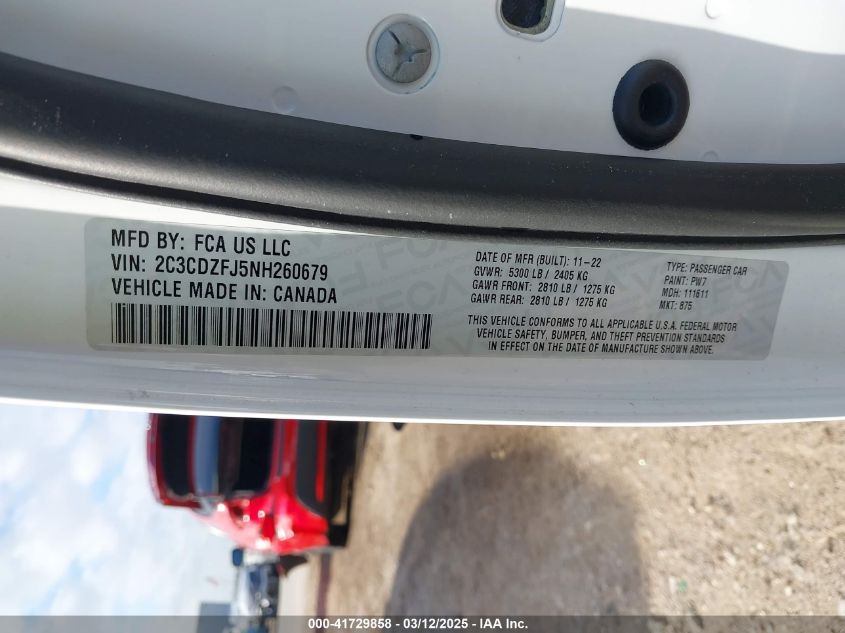 MFD BY: FCA US LLC
VIN: 2C3CDZFJ5NH260679
VEHICLE MADE IN: CANADA
DATE OF MFR (BUILT): 11-22
GVWR: 5300 LB / 2405 KG
GAWR FRONT: 2810 LB / 1275 KG
GAWR REAR: 2810 LB / 1275 KG
TYPE: PASSENGER CAR
PAINT: PW7
MDH: 111611
MKT: 875
THIS VEHICLE CONFORMS TO ALL APPLICABLE U.S.A. FEDERAL MOTOR
VEHICLE SAFETY, BUMPER, AND THEFT PREVENTION STANDARDS
IN EFFECT ON THE DATE OF MANUFACTURE SHOWN ABOVE.
000-41729858 - 03/12/2025 - I.A.A. Inc.